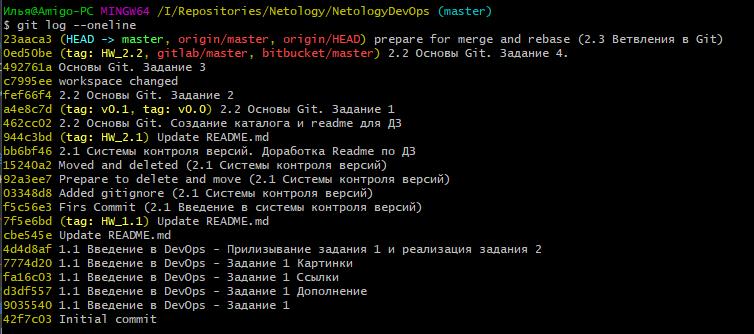 Илья@Amigo-PC MINGW64 /I/Repositories/Netology/NetologyDevOps (master)
$ git log --oneline
23aaca3 (HEAD -> master, origin/master, origin/HEAD) prepare for merge and rebase (2.3 Ветвления в Git)
0ed50be (tag: HW_2.2, gitlab/master, bitbucket/master) 2.2 Основы Git. Задание 4.
492761a Основы Git. Задание 3
c7995ee workspace changed
fef66f4 2.2 Основы Git. Задание 2
a4e8c7d (tag: v0.1, tag: v0.0) 2.2 Основы Git. Задание 1
462cc02 2.2 Основы Git. Создание каталога и readme для ДЗ
944c3bd (tag: HW_2.1) Update README.md
bb6bf46 2.1 Системы контроля версий. Доработка Readme по ДЗ
15240a2 Moved and deleted (2.1 Системы контроля версий)
92a3ee7 Prepare to delete and move (2.1 Системы контроля версий)
03348d8 Added gitignore (2.1 Системы контроля версий)
f5c56e3 Firs Commit (2.1 Введение в системы контроля версий)
7f5e6bd (tag: HW_1.1) Update README.md
cbe545e Update README.md
4d4d8af 1.1 Введение в DevOps - Прилизывание задания 1 и реализация задания 2
7774d20 1.1 Введение в DevOps - Задание 1 Картинки
fa16c03 1.1 Введение в DevOps - Задание 1 Ссылки
d3df557 1.1 Введение в DevOps - Задание 1 Дополнение
9035540 1.1 Введение в DevOps - Задание 1
42f7c03 Initial commit